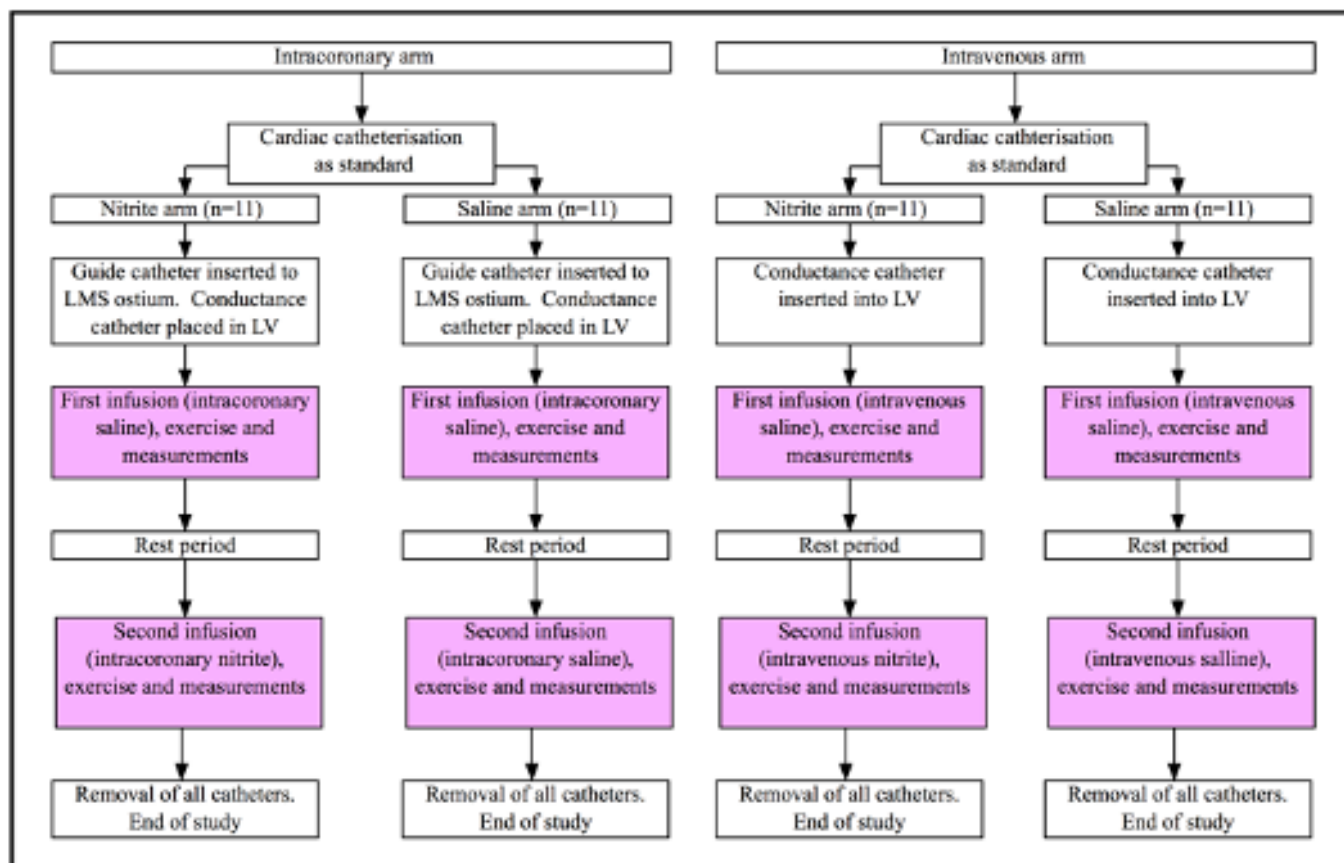 Intracoronary arm
Intravenous arm
Cardiac catheterisation
as standard
Cardiac cathterisation
as standard
Nitrite arm (n=11)
Saline arm (n=11)
Nitrite arm (n=11)
Saline arm (n=11)
Guide catheter inserted to
LMS ostium. Conductance
catheter placed in LV
Guide catheter inserted to
LMS ostium. Conductance
catheter placed in LV
Conductance catheter
inserted into LV
Conductance catheter
inserted into LV
First infusion (intracoronary
saline), exercise and
measurements
First infusion (intracoronary
saline), exercise and
measurements
First infusion (intravenous
saline), exercise and
measurements
First infusion (intravenous
saline), exercise and
measurements
Rest period
Rest period
Rest period
Rest period
Second infusion
(intracoronary nitrite),
exercise and measurements
Second infusion
(intracoronary saline),
exercise and measurements
Second infusion
(intravenous nitrite),
exercise and measurements
Second infusion
(intravenous salline),
exercise and measurements
Removal of all catheters.
End of study
Removal of all catheters.
End of study
Removal of all catheters.
End of study
Removal of all catheters.
End of study